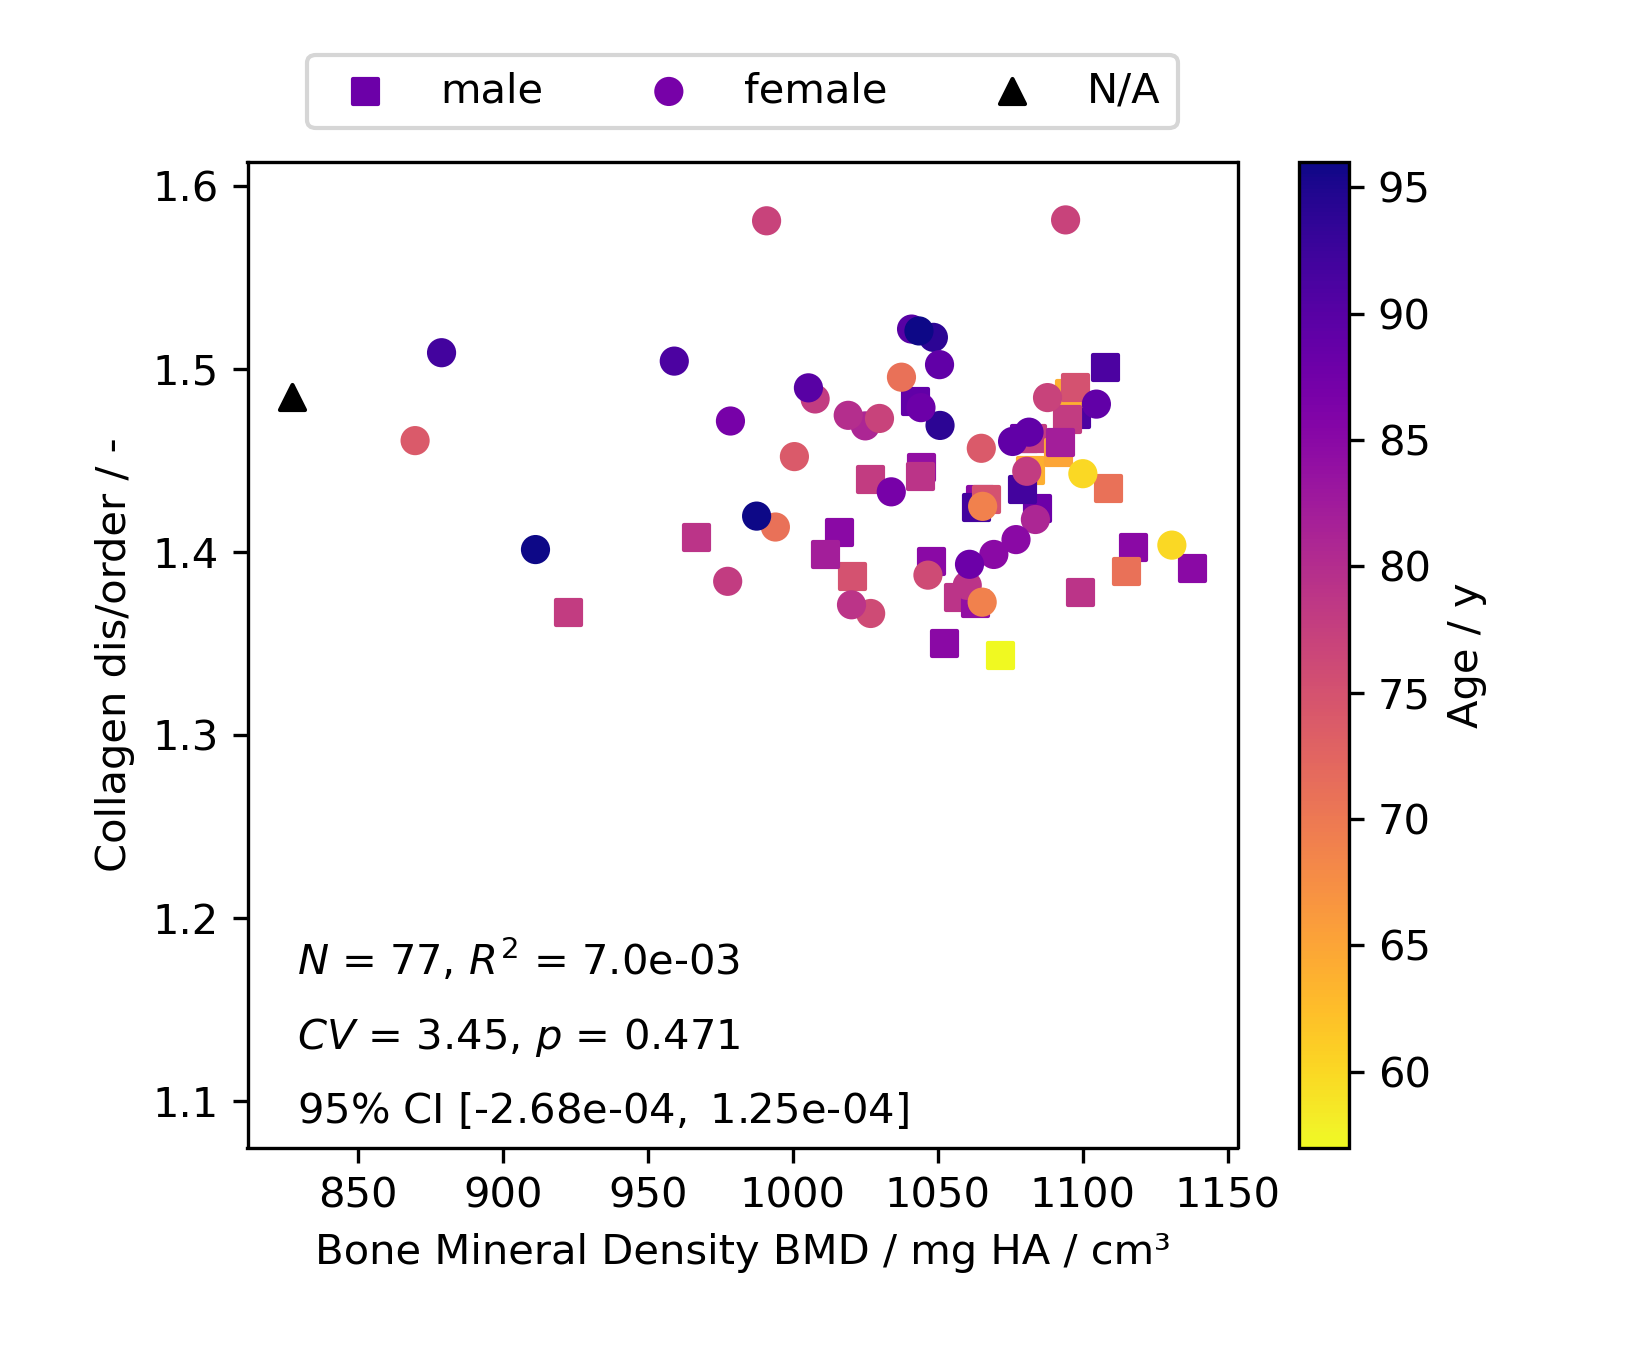 male female N/A
1.6
1.5
1.4
1.3
1.2
1.1
Collagen dis/order / -
N = 77, R² = 7.0e-03
CV = 3.45, p = 0.471
95% CI [-2.68e-04, 1.25e-04]
850 900 950 1000 1050 1100 1150
Bone Mineral Density BMD / mg HA / cm³
95
90
85
80
75
70
65
60
Age / y